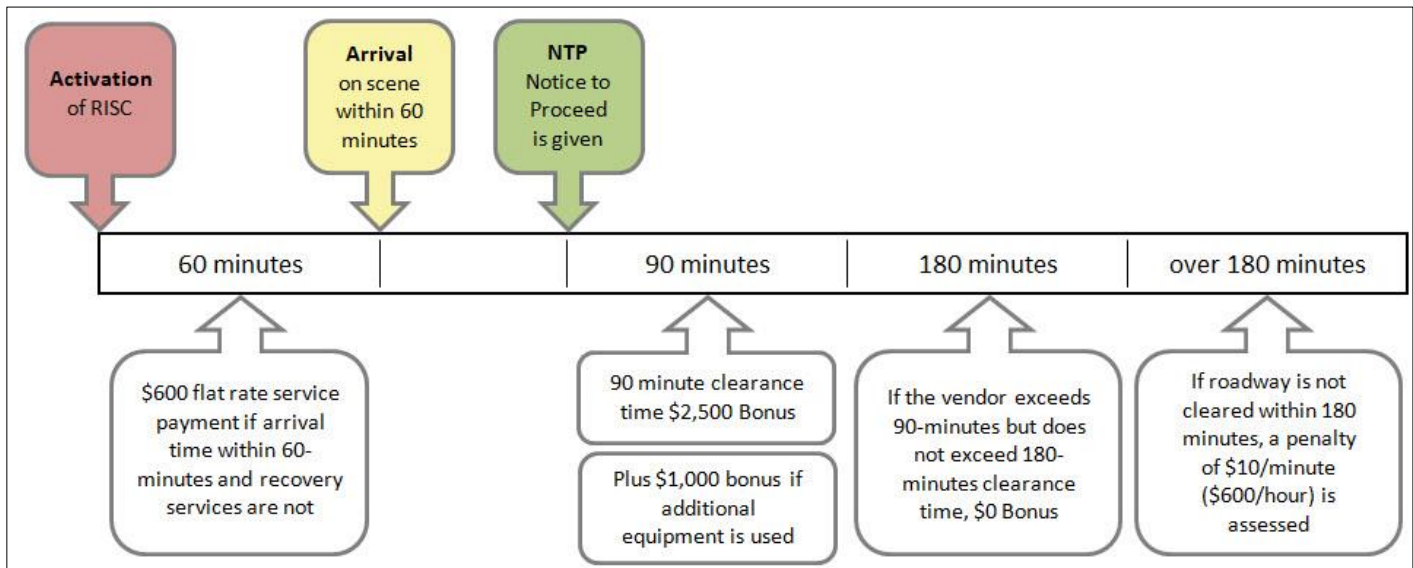 Activation
of RISC
Arrival
on scene
within 60
minutes
NTP
Notice to
Proceed
is given
60 minutes
90 minutes
180 minutes
over 180 minutes
$600 flat rate service
payment if arrival
time within 60-
minutes and recovery
services are not
90 minute clearance
time $2,500 Bonus
Plus $1,000 bonus if
additional
equipment is used
If the vendor exceeds
90-minutes but does
not exceed 180-
minutes clearance
time, $0 Bonus
If roadway is not
cleared within 180
minutes, a penalty
of $10/minute
($600/hour) is
assessed